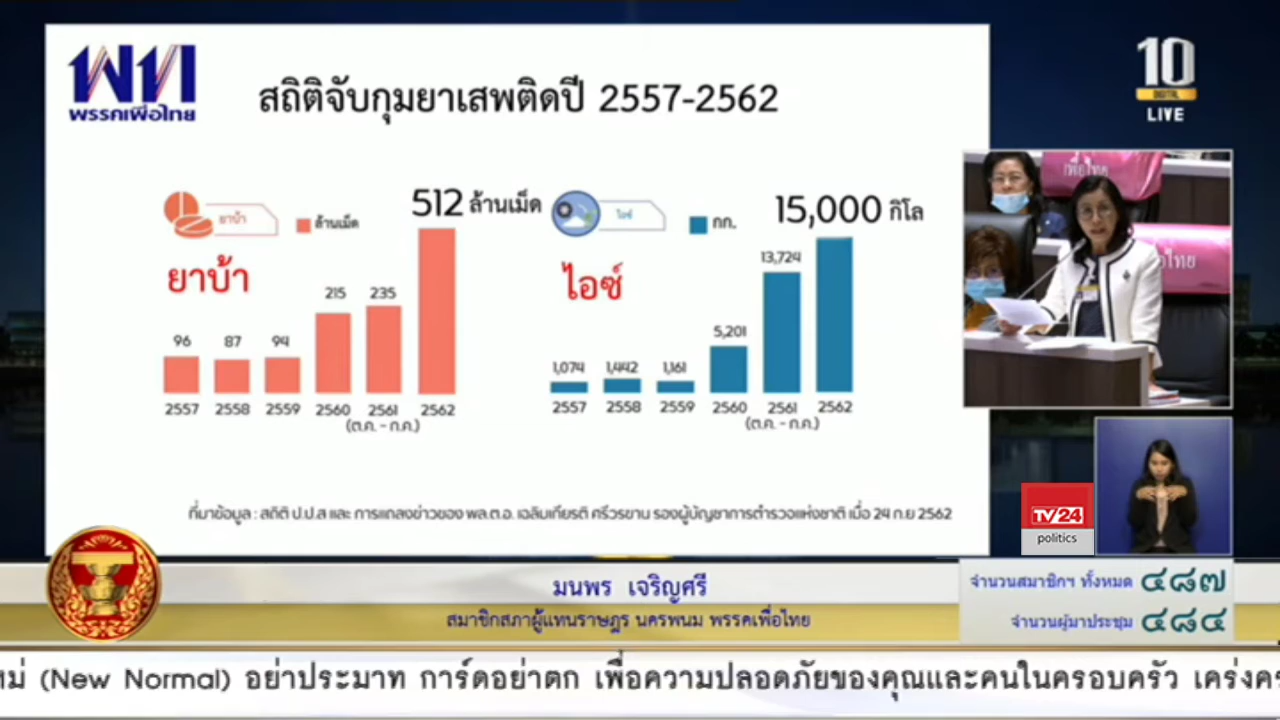 พท
พรรคเพื่อไทย
สถิติจับกุมยาเสพติดปี 2557-2562
10
DIGITAL
LIVE
ยาบ้า
ล้านเม็ด
512 ล้านเม็ด
ยาบ้า
96
87
94
215
235
2557
2558
2559
2560
2561
2562
(ต.ค. - ก.ค.)
ไอซ์
กก.
15,000 กิโล
ไอซ์
1,074
1,442
1,161
5,201
13,724
2557
2558
2559
2560
2561
2562
(ต.ค. - ก.ค.)
ที่มาข้อมูล : สถิติ ป.ป.ส และ การแถลงข่าวของ พล.ต.อ. เฉลิมเกียรติ ศรีวรขาน รองผู้บัญชาการตำรวจแห่งชาติ เมื่อ 24 ก.ย 2562
เพื่อไทย
อไทย
TV24
politics
มนพร เจริญศรี
สมาชิกสภาผู้แทนราษฎร นครพนม พรรคเพื่อไทย
จำนวนสมาชิกฯ ทั้งหมด ๔๘๗
จำนวนผู้มาประชุม ๔๘๔
หม่ (New Normal) อย่าประมาท การ์ดอย่าตก เพื่อความปลอดภัยของคุณและคนในครอบครัว เคร่งคร